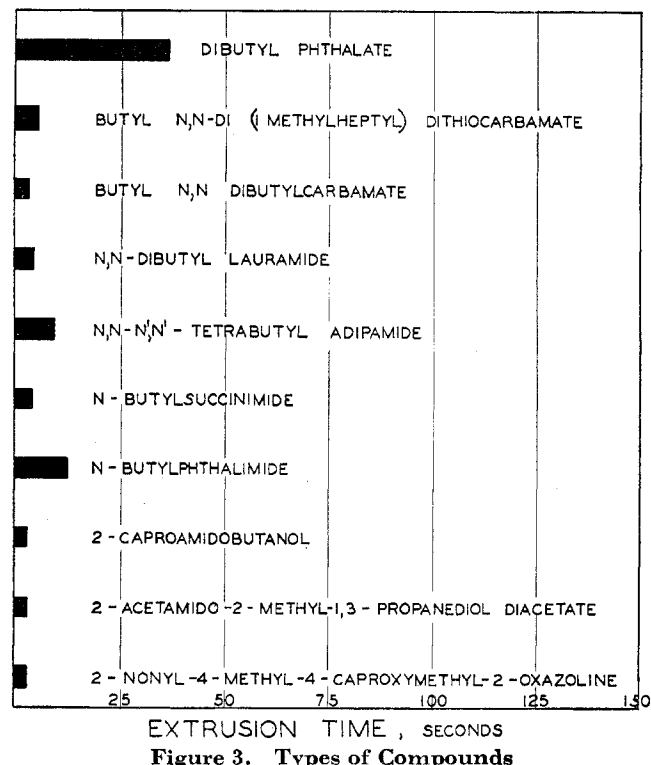 DIBUTYL PHTHALATE
BUTYL N,N-DI (1 METHYLHEPTYL) DITHIOCARBAMATE
BUTYL N,N DIBUTYLCARBAMATE
N,N-DIBUTYL LAURAMIDE
N,N-N',N' - TETRABUTYL ADIPAMIDE
N - BUTYLSUCCINIMIDE
N - BUTYLPHTHALIMIDE
2 - CAPROAMIDOBUTANOL
2 - ACETAMIDO -2 - METHYL-1,3 - PROPANEDIOL DIACETATE
2 - NONYL -4 - METHYL -4 - CAPROXYMETHYL-2 -OXAZOLINE
25 50 75 100 125 150
EXTRUSION TIME, SECONDS
Figure 3. Types of Compounds